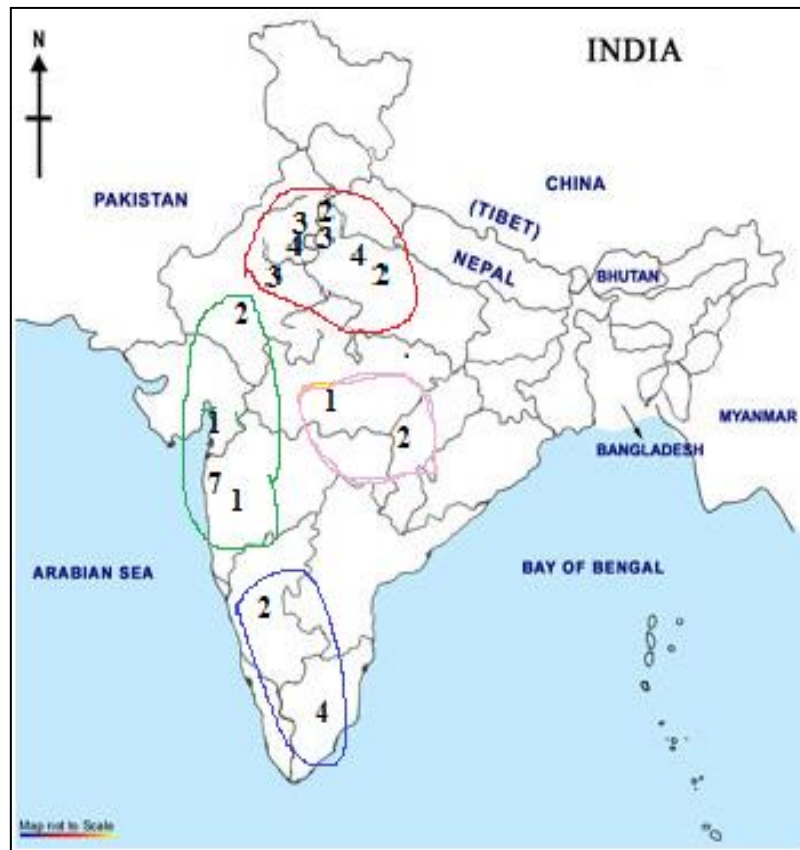 N
INDIA
PAKISTAN
CHINA
(TIBET)
NEPAL
BHUTAN
2
3
3
4
4
2
3
2
1
2
MYANMAR
BANGLADESH
1
7
1
ARABIAN SEA
BAY OF BENGAL
2
4
Map not to Scale